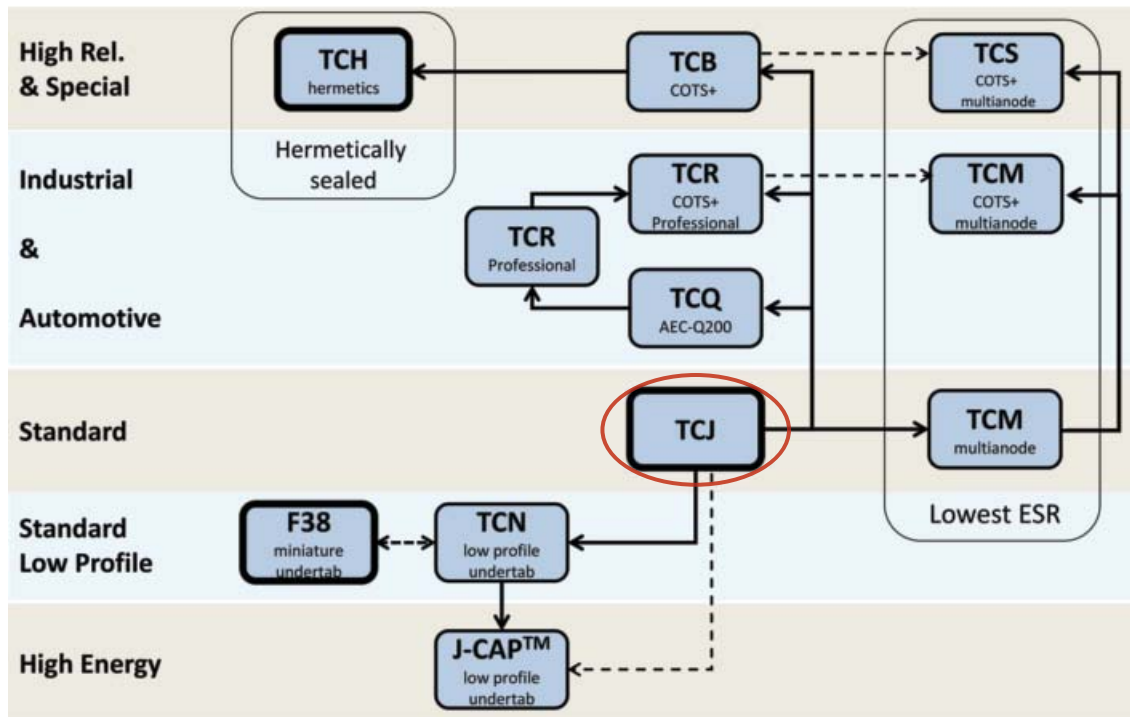 High Rel.
& Special
TCH
hermetics
TCB
COTS+
TCS
COTS+
multianode
Hermetically
sealed
Industrial
&
Automotive
TCR
COTS+
Professional
TCM
COTS+
multianode
TCR
Professional
TCQ
AEC-Q200
Standard
TCJ
TCM
multianode
Lowest ESR
Standard
Low Profile
F38
miniature
undertab
TCN
low profile
undertab
High Energy
J-CAP™
low profile
undertab